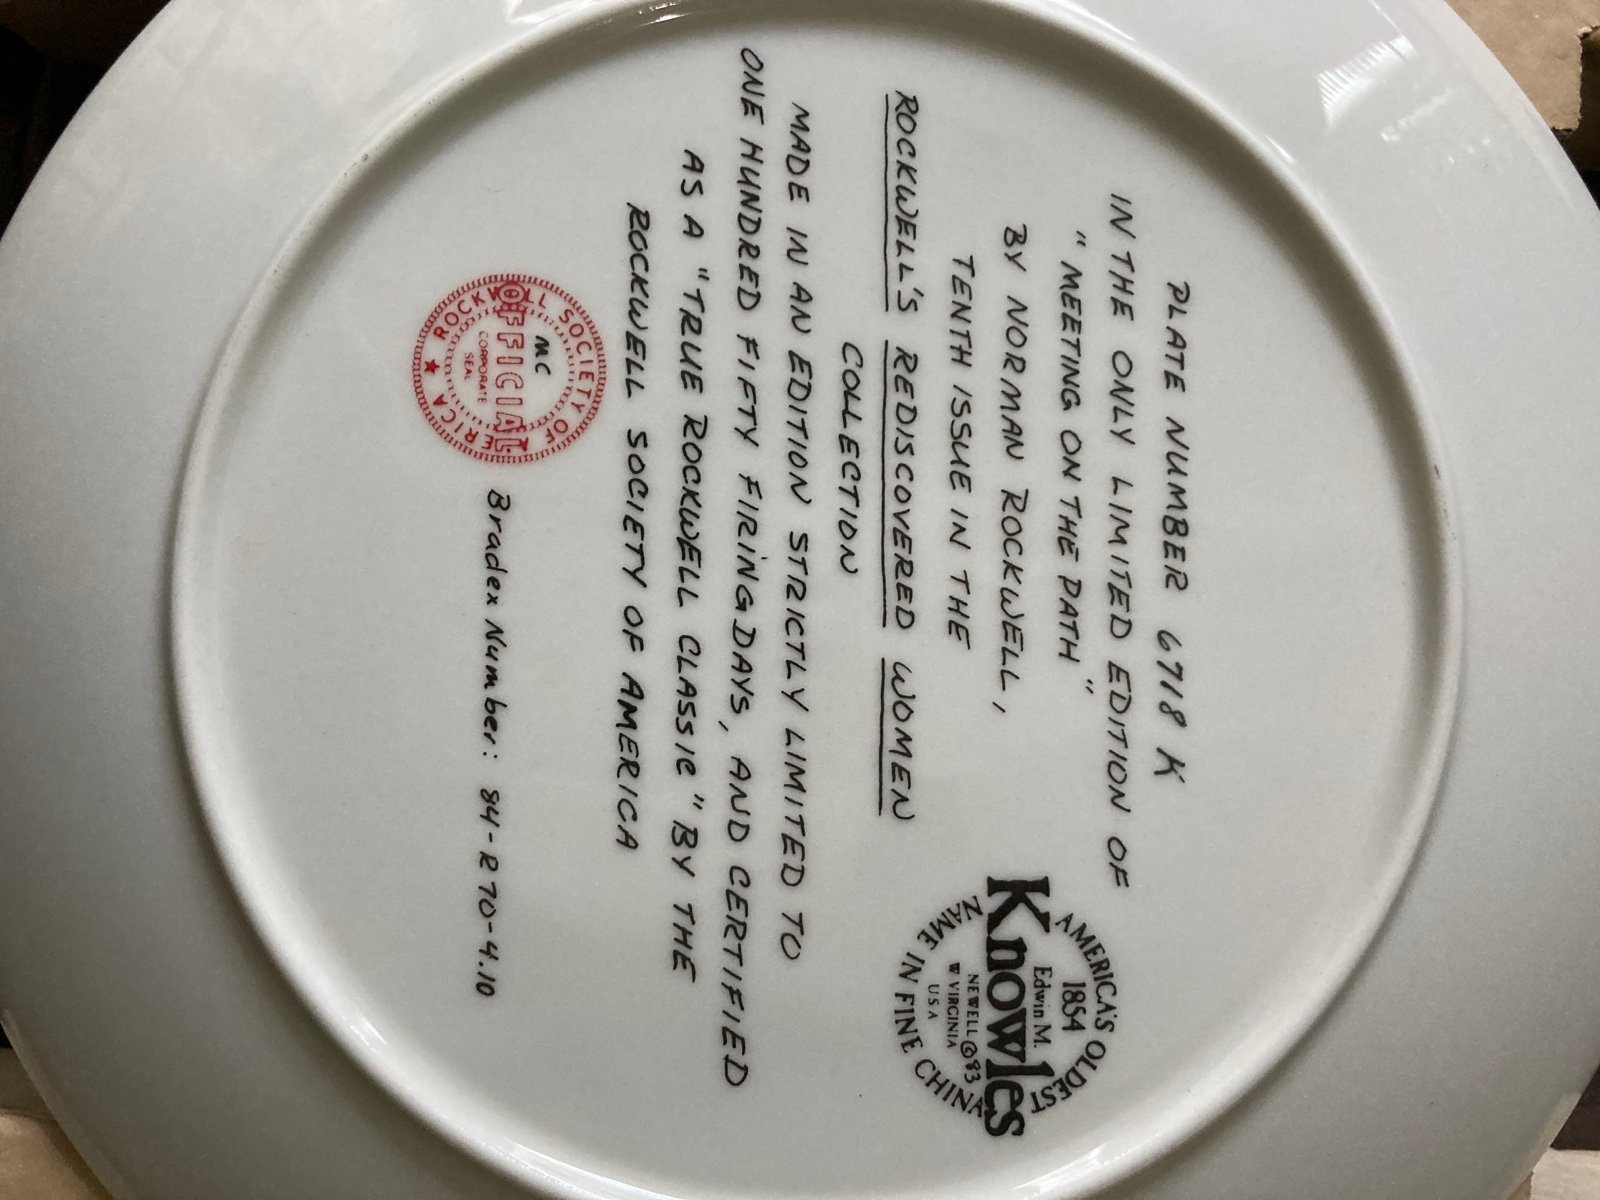 PLATE NUMBER 6718 K
IN THE ONLY LIMITED EDITION OF
"MEETING ON THE PATH"
BY NORMAN ROCKWELL,
TENTH ISSUE IN THE
ROCKWELL'S REDISCOVERED WOMEN
COLLECTION
MADE IN AN EDITION STRICTLY LIMITED TO
ONE HUNDRED FIFTY FIRING DAYS, AND CERTIFIED
AS A "TRUE ROCKWELL CLASSIC" BY THE
ROCKWELL SOCIETY OF AMERICA
AMERICA'S OLDEST
1854
Edwin M.
Knowles
NEWELL © 83
W VIRGINIA
U.S.A
NAME IN FINE CHINA
ROCKWELL SOCIETY OF AMERICA
MC
OFFICIAL
CORPORATE
SEAL
Bradex Number: 84-R70-4.10